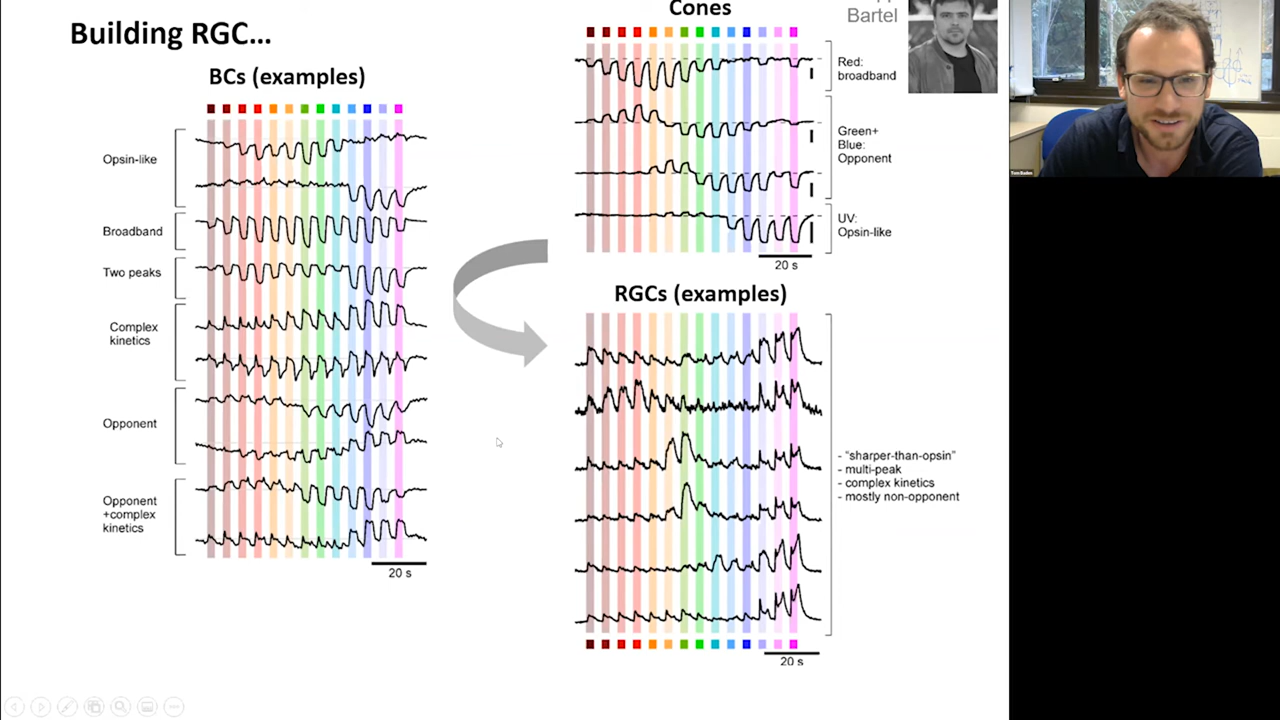 Building RGC...
BCs (examples)
Opsin-like
Broadband
Two peaks
Complex
kinetics
Opponent
Opponent
+complex
kinetics
20 s
Cones
Bartel
Red:
broadband
Green+
Blue:
Opponent
UV:
Opsin-like
20 s
RGCs (examples)
- "sharper-than-opsin"
- multi-peak
- complex kinetics
- mostly non-opponent
20 s
Tom Baden